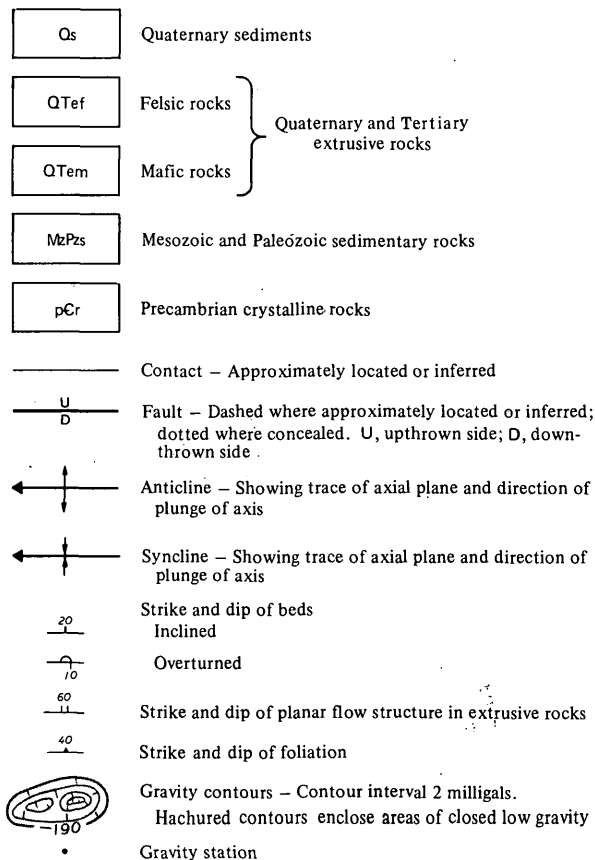 Qs Quaternary sediments
QTef Felsic rocks
Quaternary and Tertiary
extrusive rocks
QTem Mafic rocks
MzPzs Mesozoic and Paleozoic sedimentary rocks
p€r Precambrian crystalline rocks
Contact – Approximately located or inferred
U
D
Fault – Dashed where approximately located or inferred;
dotted where concealed. U, upthrown side; D, down-
thrown side
Anticline – Showing trace of axial plane and direction of
plunge of axis
Syncline – Showing trace of axial plane and direction of
plunge of axis
Strike and dip of beds
20
Inclined
Overturned
10
60
Strike and dip of planar flow structure in extrusive rocks
40
Strike and dip of foliation
Gravity contours – Contour interval 2 milligals.
Hachured contours enclose areas of closed low gravity
-190
Gravity station